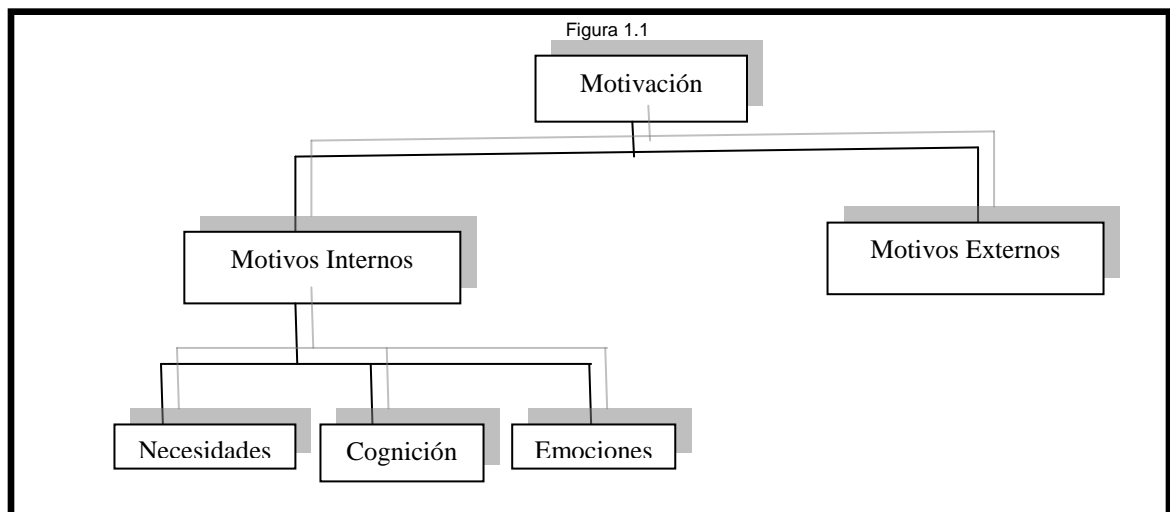 Figura 1.1
Motivación
Motivos Internos
Motivos Externos
Necesidades
Cognición
Emociones